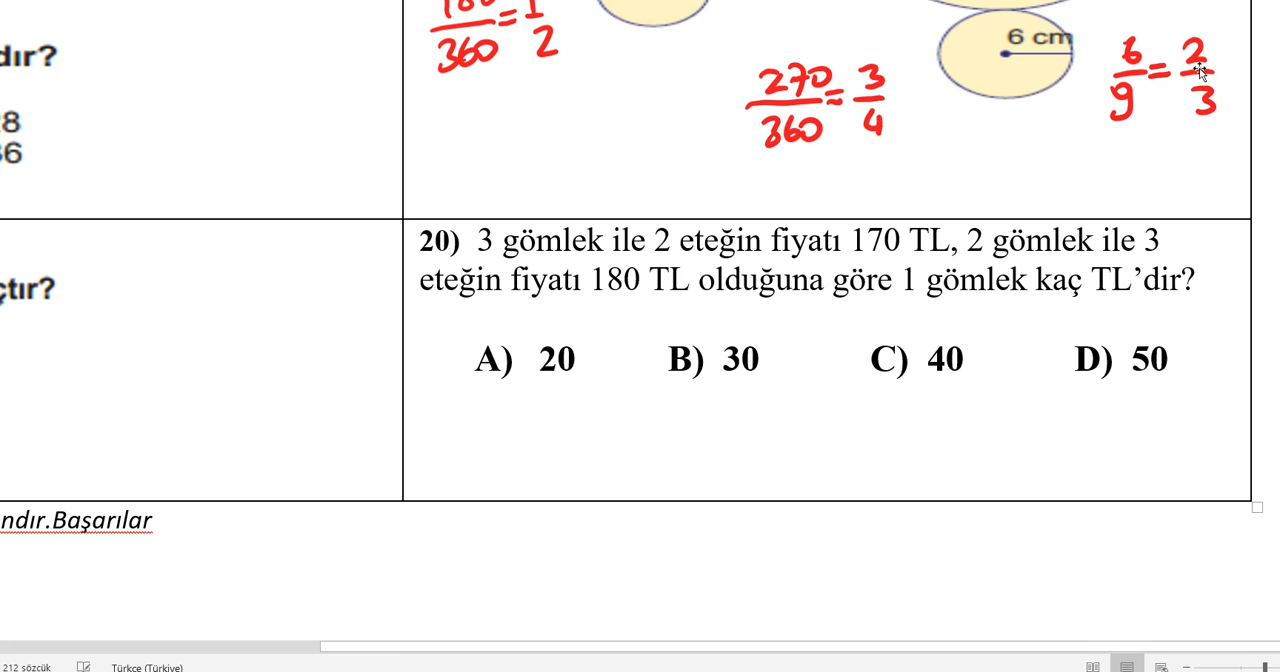 180/360 = 1/2
6 cm
6/9 = 2/3
270/360 = 3/4
dır?
8
6
20) 3 gömlek ile 2 eteğin fiyatı 170 TL, 2 gömlek ile 3
eteğin fiyatı 180 TL olduğuna göre 1 gömlek kaç TL’dir?
A) 20 B) 30 C) 40 D) 50
çtır?
ndır.Başarılar
212 sözcük Türkçe (Türkiye)